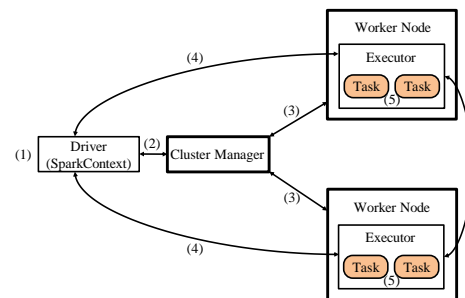 Worker Node
Executor
Task Task
(5)
(4)
(3)
(1)
Driver
(SparkContext)
(2)
Cluster Manager
(3)
(4)
Worker Node
Executor
Task Task
(5)